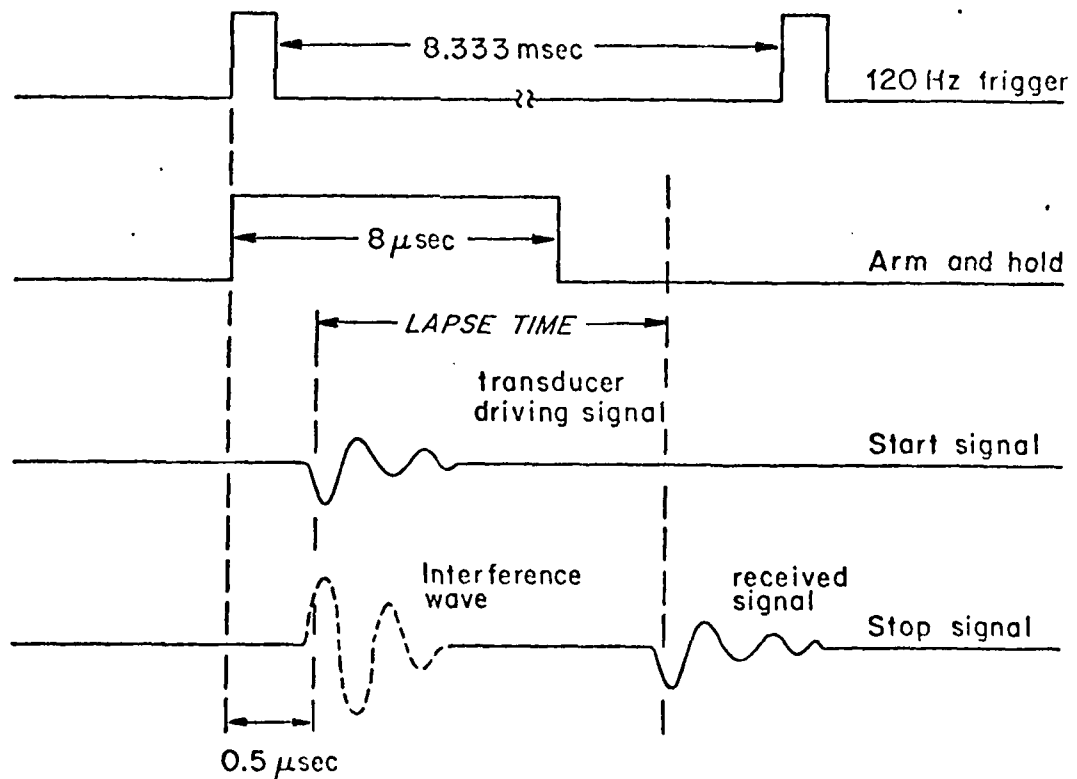 8.333 msec
120 Hz trigger
8 μsec
Arm and hold
LAPSE TIME
transducer
driving signal
Start signal
Interference
wave
received
signal
Stop signal
0.5 μsec